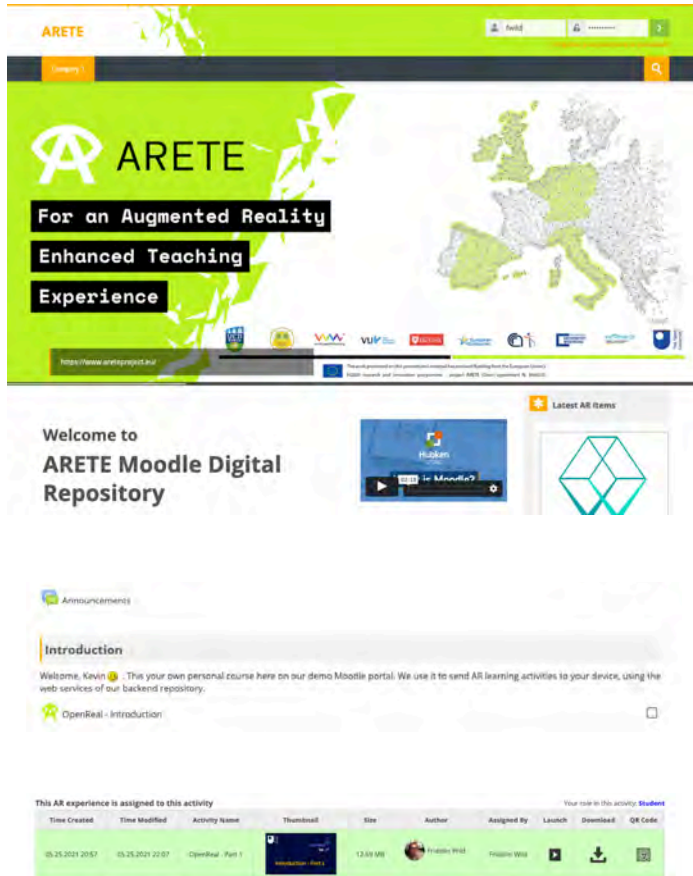 ARETE
fwild
ARETE
For an Augmented Reality
Enhanced Teaching
Experience
https://www.areteproject.eu/
Latest AR Items
Welcome to
ARETE Moodle Digital
Repository
Hubken
is Moodle?
Announcements
Introduction
Welcome, Kevin . This your own personal course here on our demo Moodle portal. We use it to send AR learning activities to your device, using the
web services of our backend repository.
OpenReal - Introduction
This AR experience is assigned to this activity
Your role in this activity: Student
Time Created Time Modified Activity Name Thumbnail Size Author Assigned By Launch Download QR Code
05.25.2021 20:57 05.25.2021 22:07 OpenReal - Part 1 Introduction - Part 1 Fridolin Wild Fridolin Wild